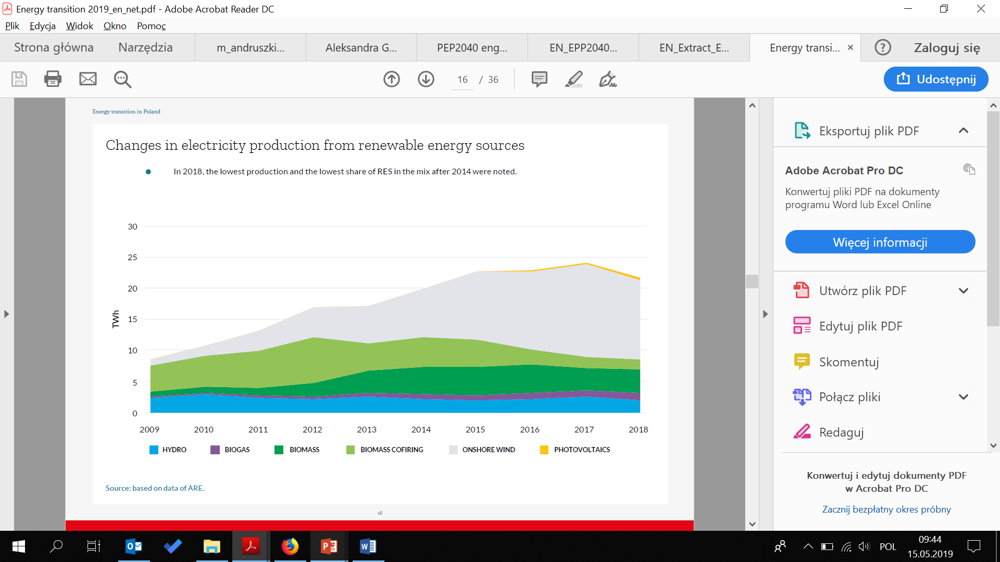 Energy transition 2019_en_net.pdf - Adobe Acrobat Reader DC
Plik Edycja Widok Okno Pomoc
Strona główna Narzędzia m_andruszki... Aleksandra G... PEP2040 eng... EN_EPP2040... EN_Extract_E... Energy transi... × ? Zaloguj się
16 / 36 Udostępnij
Energy transition in Poland
Changes in electricity production from renewable energy sources
In 2018, the lowest production and the lowest share of RES in the mix after 2014 were noted.
30
25
20
15
10
5
0
TWh
2009 2010 2011 2012 2013 2014 2015 2016 2017 2018
HYDRO BIOGAS BIOMASS BIOMASS COFIRING ONSHORE WIND PHOTOVOLTAICS
Source: based on data of ARE.
16
Eksportuj plik PDF
Adobe Acrobat Pro DC
Konwertuj pliki PDF na dokumenty
programu Word lub Excel Online
Więcej informacji
Utwórz plik PDF
Edytuj plik PDF
Skomentuj
Połącz pliki
Redaguj
Konwertuj i edytuj dokumenty PDF
w Acrobat Pro DC
Zacznij bezpłatny okres próbny
POL
09:44
15.05.2019